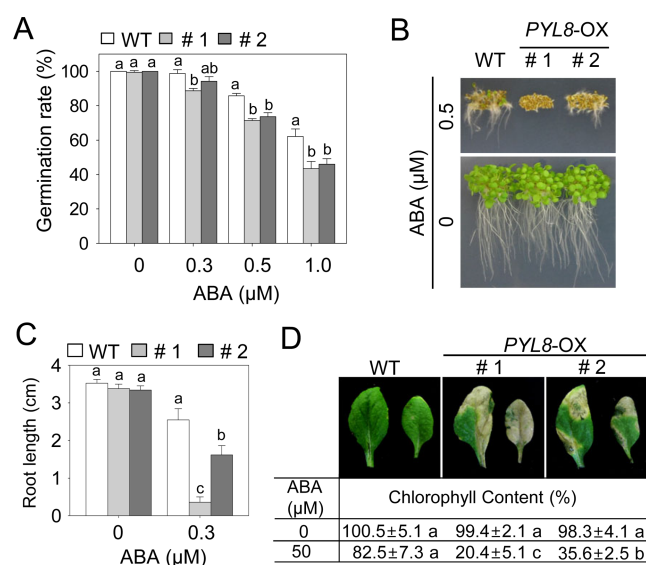 A
WT # 1 # 2
Germination rate (%)
100
80
60
40
20
0
a a a
a b ab
a b b
a b b
0 0.3 0.5 1.0
ABA (µM)
B
PYL8-OX
WT # 1 # 2
ABA (µM)
0.5
0
C
WT # 1 # 2
Root length (cm)
4
3
2
1
0
a a a
a c b
0 0.3
ABA (µM)
D
PYL8-OX
WT # 1 # 2
ABA (µM) Chlorophyll Content (%)
0 100.5±5.1 a 99.4±2.1 a 98.3±4.1 a
50 82.5±7.3 a 20.4±5.1 c 35.6±2.5 b